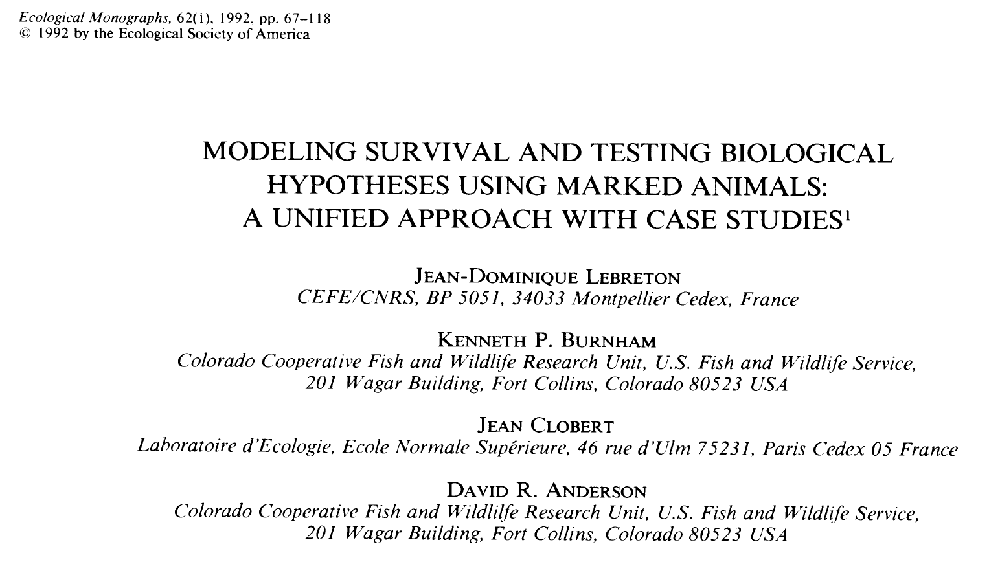 Ecological Monographs, 62(1), 1992, pp. 67–118
© 1992 by the Ecological Society of America
MODELING SURVIVAL AND TESTING BIOLOGICAL
HYPOTHESES USING MARKED ANIMALS:
A UNIFIED APPROACH WITH CASE STUDIES¹
JEAN-DOMINIQUE LEBRETON
CEFE/CNRS, BP 5051, 34033 Montpellier Cedex, France
KENNETH P. BURNHAM
Colorado Cooperative Fish and Wildlife Research Unit, U.S. Fish and Wildlife Service,
201 Wagar Building, Fort Collins, Colorado 80523 USA
JEAN CLOBERT
Laboratoire d'Ecologie, Ecole Normale Supérieure, 46 rue d'Ulm 75231, Paris Cedex 05 France
DAVID R. ANDERSON
Colorado Cooperative Fish and Wildlilfe Research Unit, U.S. Fish and Wildlife Service,
201 Wagar Building, Fort Collins, Colorado 80523 USA